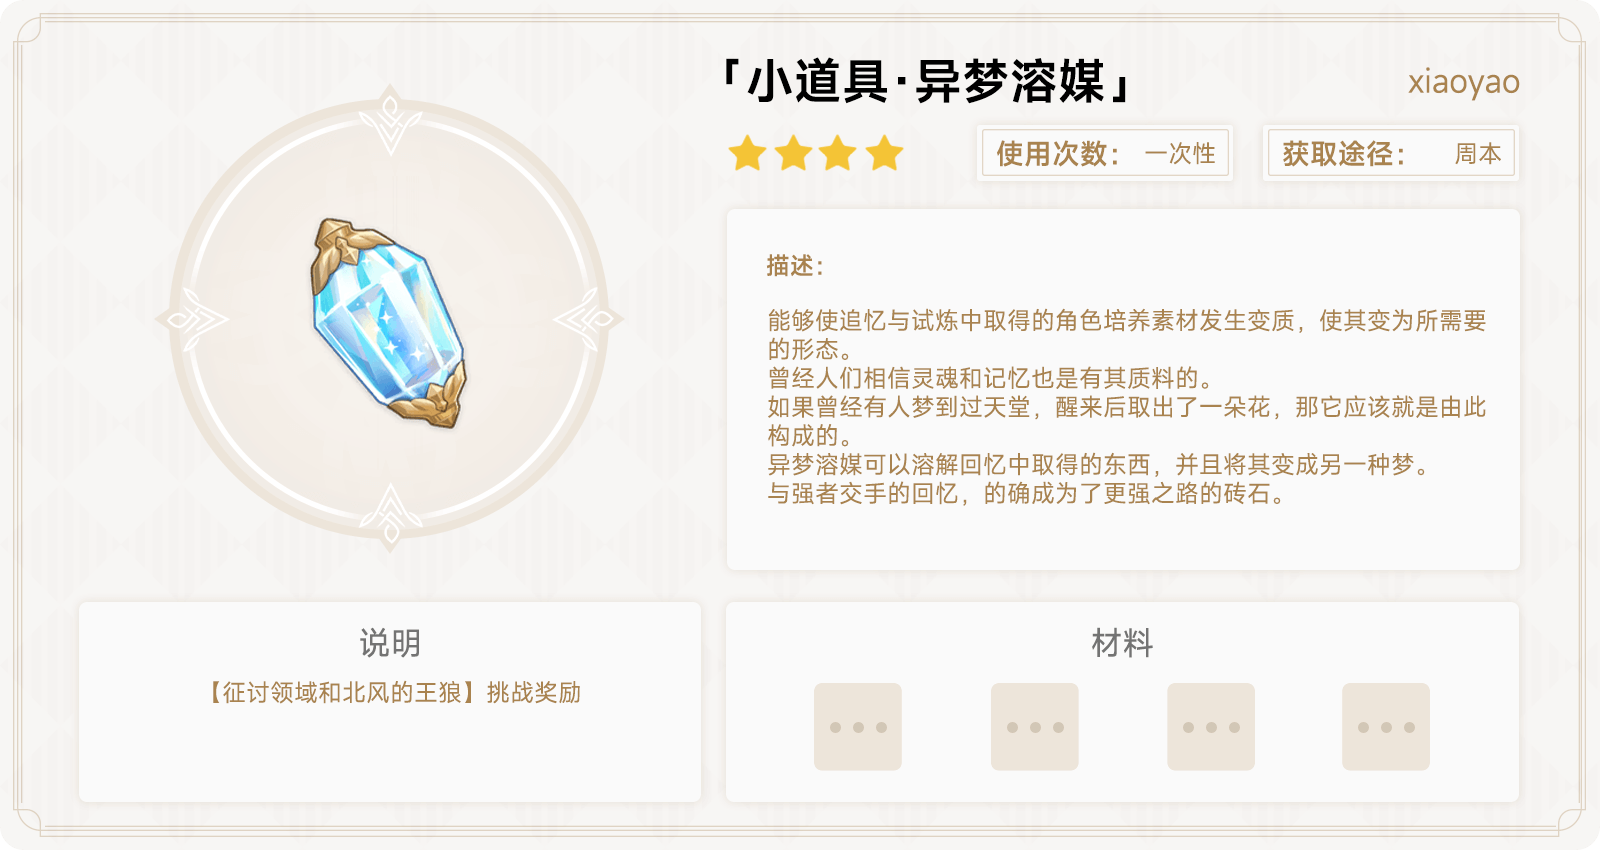 「小道具·异梦溶媒」
xiaoyao
使用次数： 一次性
获取途径： 周本
描述：
能够使追忆与试炼中取得的角色培养素材发生变质，使其变为所需要
的形态。
曾经人们相信灵魂和记忆也是有其质料的。
如果曾经有人梦到过天堂，醒来后取出了一朵花，那它应该就是由此
构成的。
异梦溶媒可以溶解回忆中取得的东西，并且将其变成另一种梦。
与强者交手的回忆，的确成为了更强之路的砖石。
说明
【征讨领域和北风的王狼】挑战奖励
材料